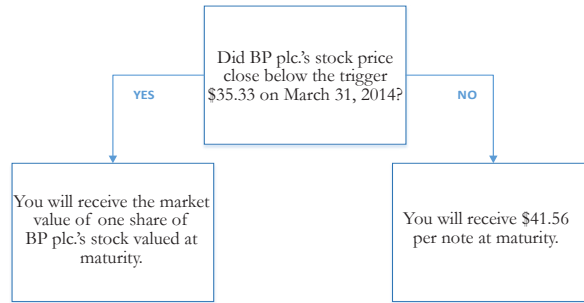 Did BP plc.'s stock price
close below the trigger
$35.33 on March 31, 2014?
YES
NO
You will receive the market
value of one share of
BP plc.'s stock valued at
maturity.
You will receive $41.56
per note at maturity.